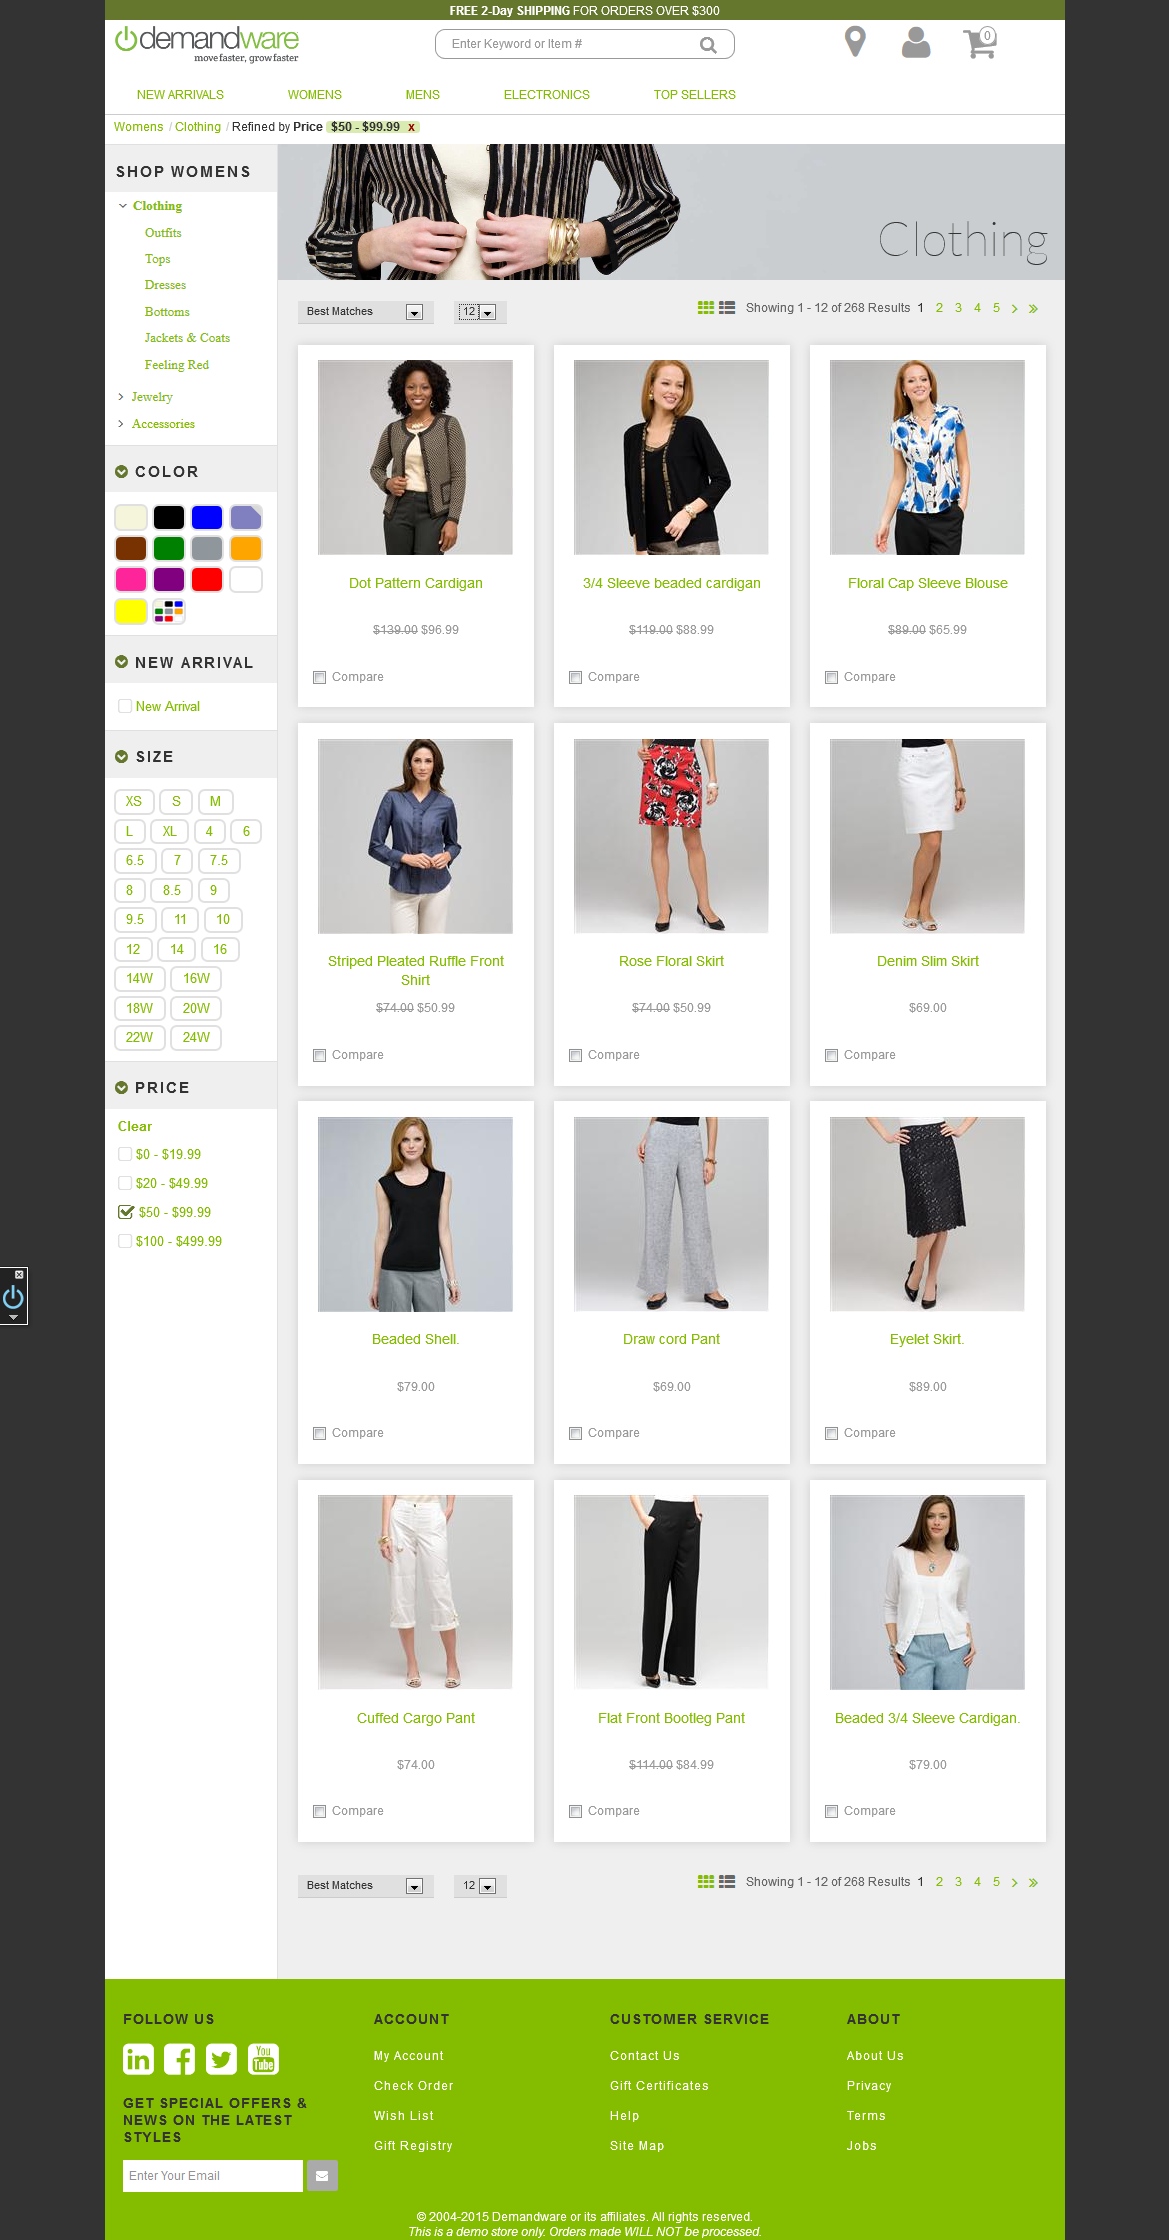 FREE 2-Day SHIPPING FOR ORDERS OVER $300
demandware
move faster, grow faster
Enter Keyword or Item #
0
NEW ARRIVALS WOMENS MENS ELECTRONICS TOP SELLERS
Womens / Clothing / Refined by Price $50 - $99.99 x
SHOP WOMENS
Clothing
Outfits
Tops
Dresses
Bottoms
Jackets & Coats
Feeling Red
Jewelry
Accessories
COLOR
NEW ARRIVAL
New Arrival
SIZE
XS S M
L XL 4 6
6.5 7 7.5
8 8.5 9
9.5 11 10
12 14 16
14W 16W
18W 20W
22W 24W
PRICE
Clear
$0 - $19.99
$20 - $49.99
$50 - $99.99
$100 - $499.99
Clothing
Best Matches 12 Showing 1 - 12 of 268 Results 1 2 3 4 5 > »
Dot Pattern Cardigan
$139.00 $96.99
Compare
3/4 Sleeve beaded cardigan
$119.00 $88.99
Compare
Floral Cap Sleeve Blouse
$89.00 $65.99
Compare
Striped Pleated Ruffle Front
Shirt
$74.00 $50.99
Compare
Rose Floral Skirt
$74.00 $50.99
Compare
Denim Slim Skirt
$69.00
Compare
Beaded Shell.
$79.00
Compare
Draw cord Pant
$69.00
Compare
Eyelet Skirt.
$89.00
Compare
Cuffed Cargo Pant
$74.00
Compare
Flat Front Bootleg Pant
$114.00 $84.99
Compare
Beaded 3/4 Sleeve Cardigan.
$79.00
Compare
Best Matches 12 Showing 1 - 12 of 268 Results 1 2 3 4 5 > »
FOLLOW US
in f You Tube
GET SPECIAL OFFERS &
NEWS ON THE LATEST
STYLES
Enter Your Email
ACCOUNT
My Account
Check Order
Wish List
Gift Registry
CUSTOMER SERVICE
Contact Us
Gift Certificates
Help
Site Map
ABOUT
About Us
Privacy
Terms
Jobs
© 2004-2015 Demandware or its affiliates. All rights reserved.
This is a demo store only. Orders made WILL NOT be processed.